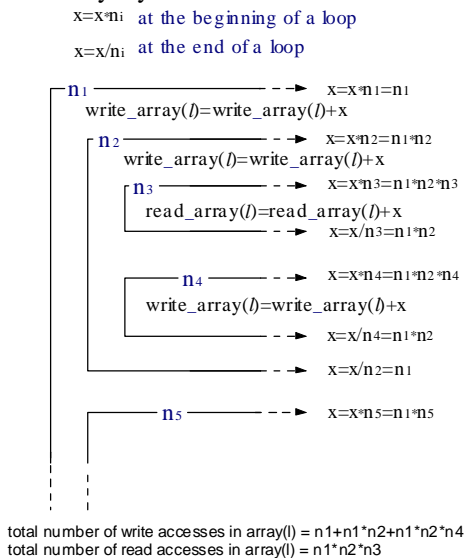 x=x*ni at the beginning of a loop
x=x/ni at the end of a loop
n1 x=x*n1=n1
write_array(l)=write_array(l)+x
n2 x=x*n2=n1*n2
write_array(l)=write_array(l)+x
n3 x=x*n3=n1*n2*n3
read_array(l)=read_array(l)+x
x=x/n3=n1*n2
n4 x=x*n4=n1*n2*n4
write_array(l)=write_array(l)+x
x=x/n4=n1*n2
x=x/n2=n1
n5 x=x*n5=n1*n5
total number of write accesses in array(l) = n1+n1*n2+n1*n2*n4
total number of read accesses in array(l) = n1*n2*n3